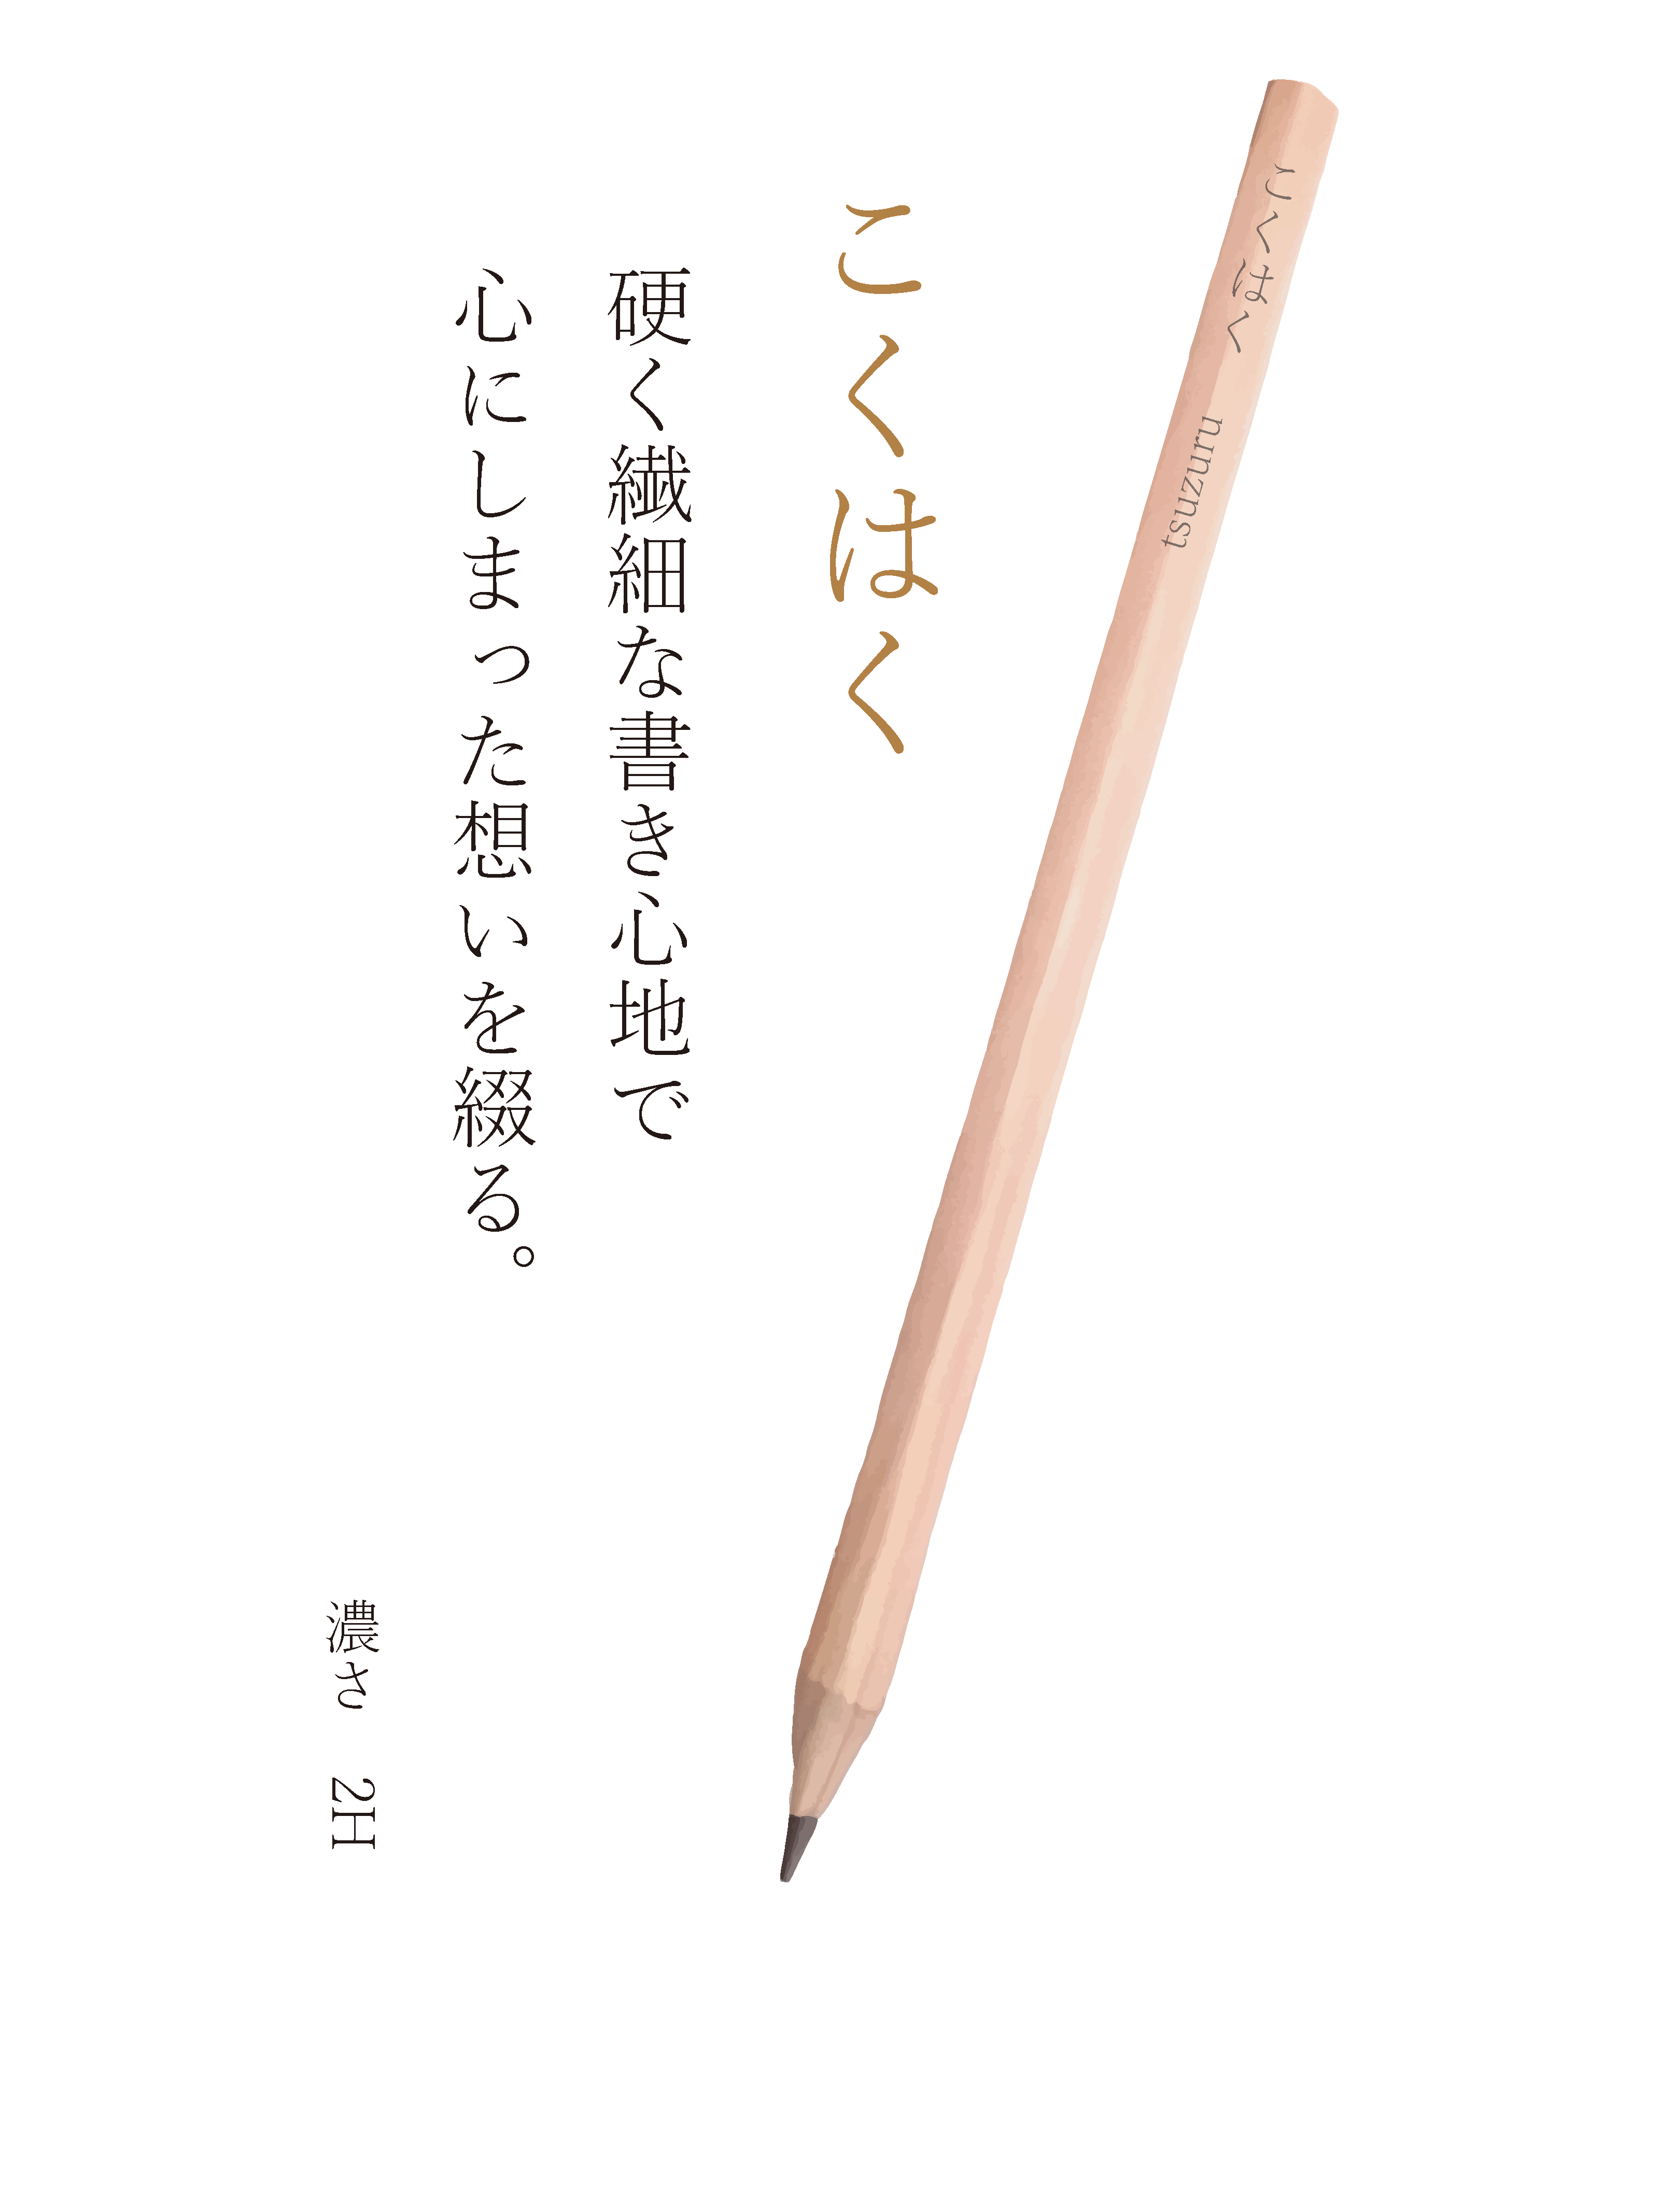 こくはく
tsuzuru
こくはく
硬く繊細な書き心地で
心にしまった想いを綴る。
濃さ 2H